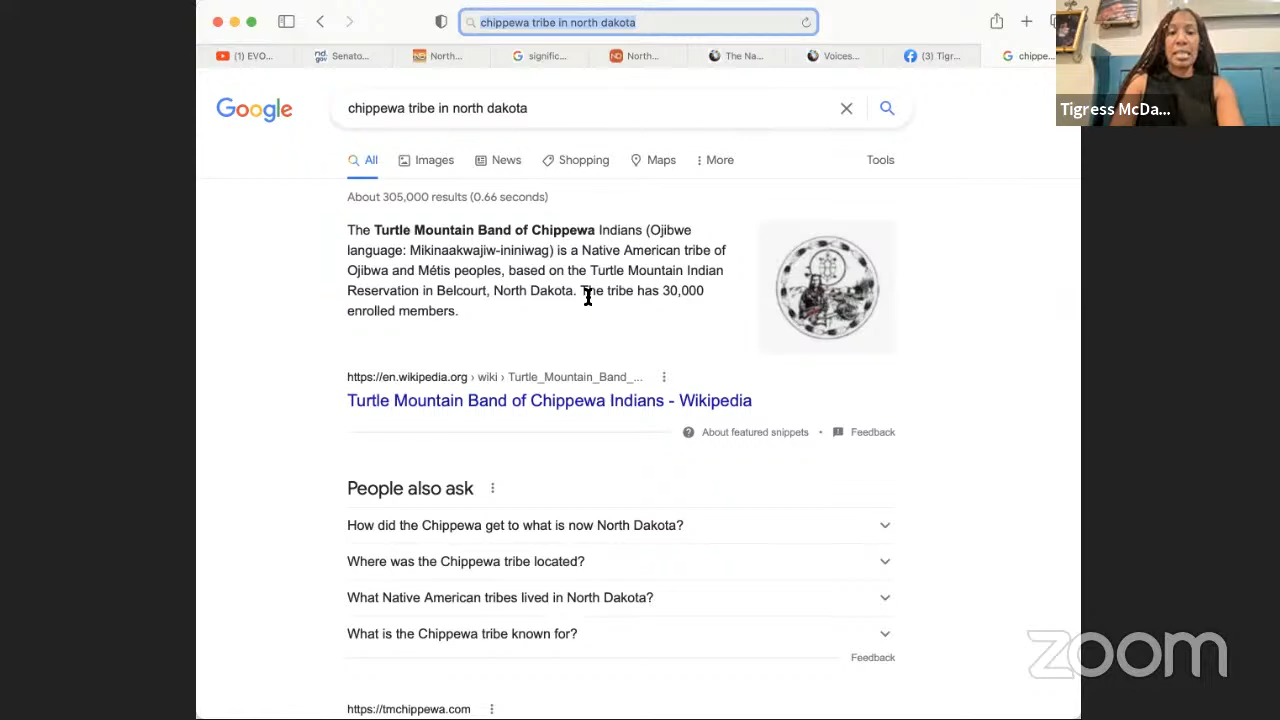 chippewa tribe in north dakota
(1) EVO...
nd.gov
Senato...
North...
signific...
ND
North...
The Na...
Voices...
(3) Tigr...
chippe...
Tigress McDa...
Google
chippewa tribe in north dakota
All
Images
News
Shopping
Maps
More
Tools
About 305,000 results (0.66 seconds)
The Turtle Mountain Band of Chippewa Indians (Ojibwe
language: Mikinaakwajiw-ininiwag) is a Native American tribe of
Ojibwa and Métis peoples, based on the Turtle Mountain Indian
Reservation in Belcourt, North Dakota. The tribe has 30,000
enrolled members.
https://en.wikipedia.org › wiki › Turtle_Mountain_Band_...
Turtle Mountain Band of Chippewa Indians - Wikipedia
About featured snippets • Feedback
People also ask
How did the Chippewa get to what is now North Dakota?
Where was the Chippewa tribe located?
What Native American tribes lived in North Dakota?
What is the Chippewa tribe known for?
Feedback
https://tmchippewa.com
zoom